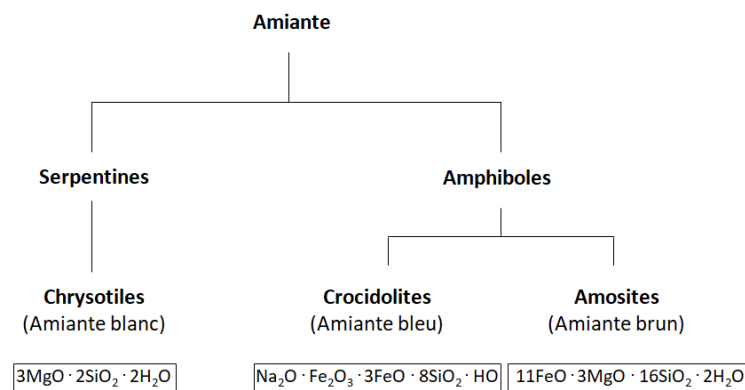 Amiante
Serpentines
Amphiboles
Chrysotiles
(Amiante blanc)
Crocidolites
(Amiante bleu)
Amosites
(Amiante brun)
3MgO · 2SiO₂ · 2H₂O
Na₂O · Fe₂O₃ · 3FeO · 8SiO₂ · HO
11FeO · 3MgO · 16SiO₂ · 2H₂O